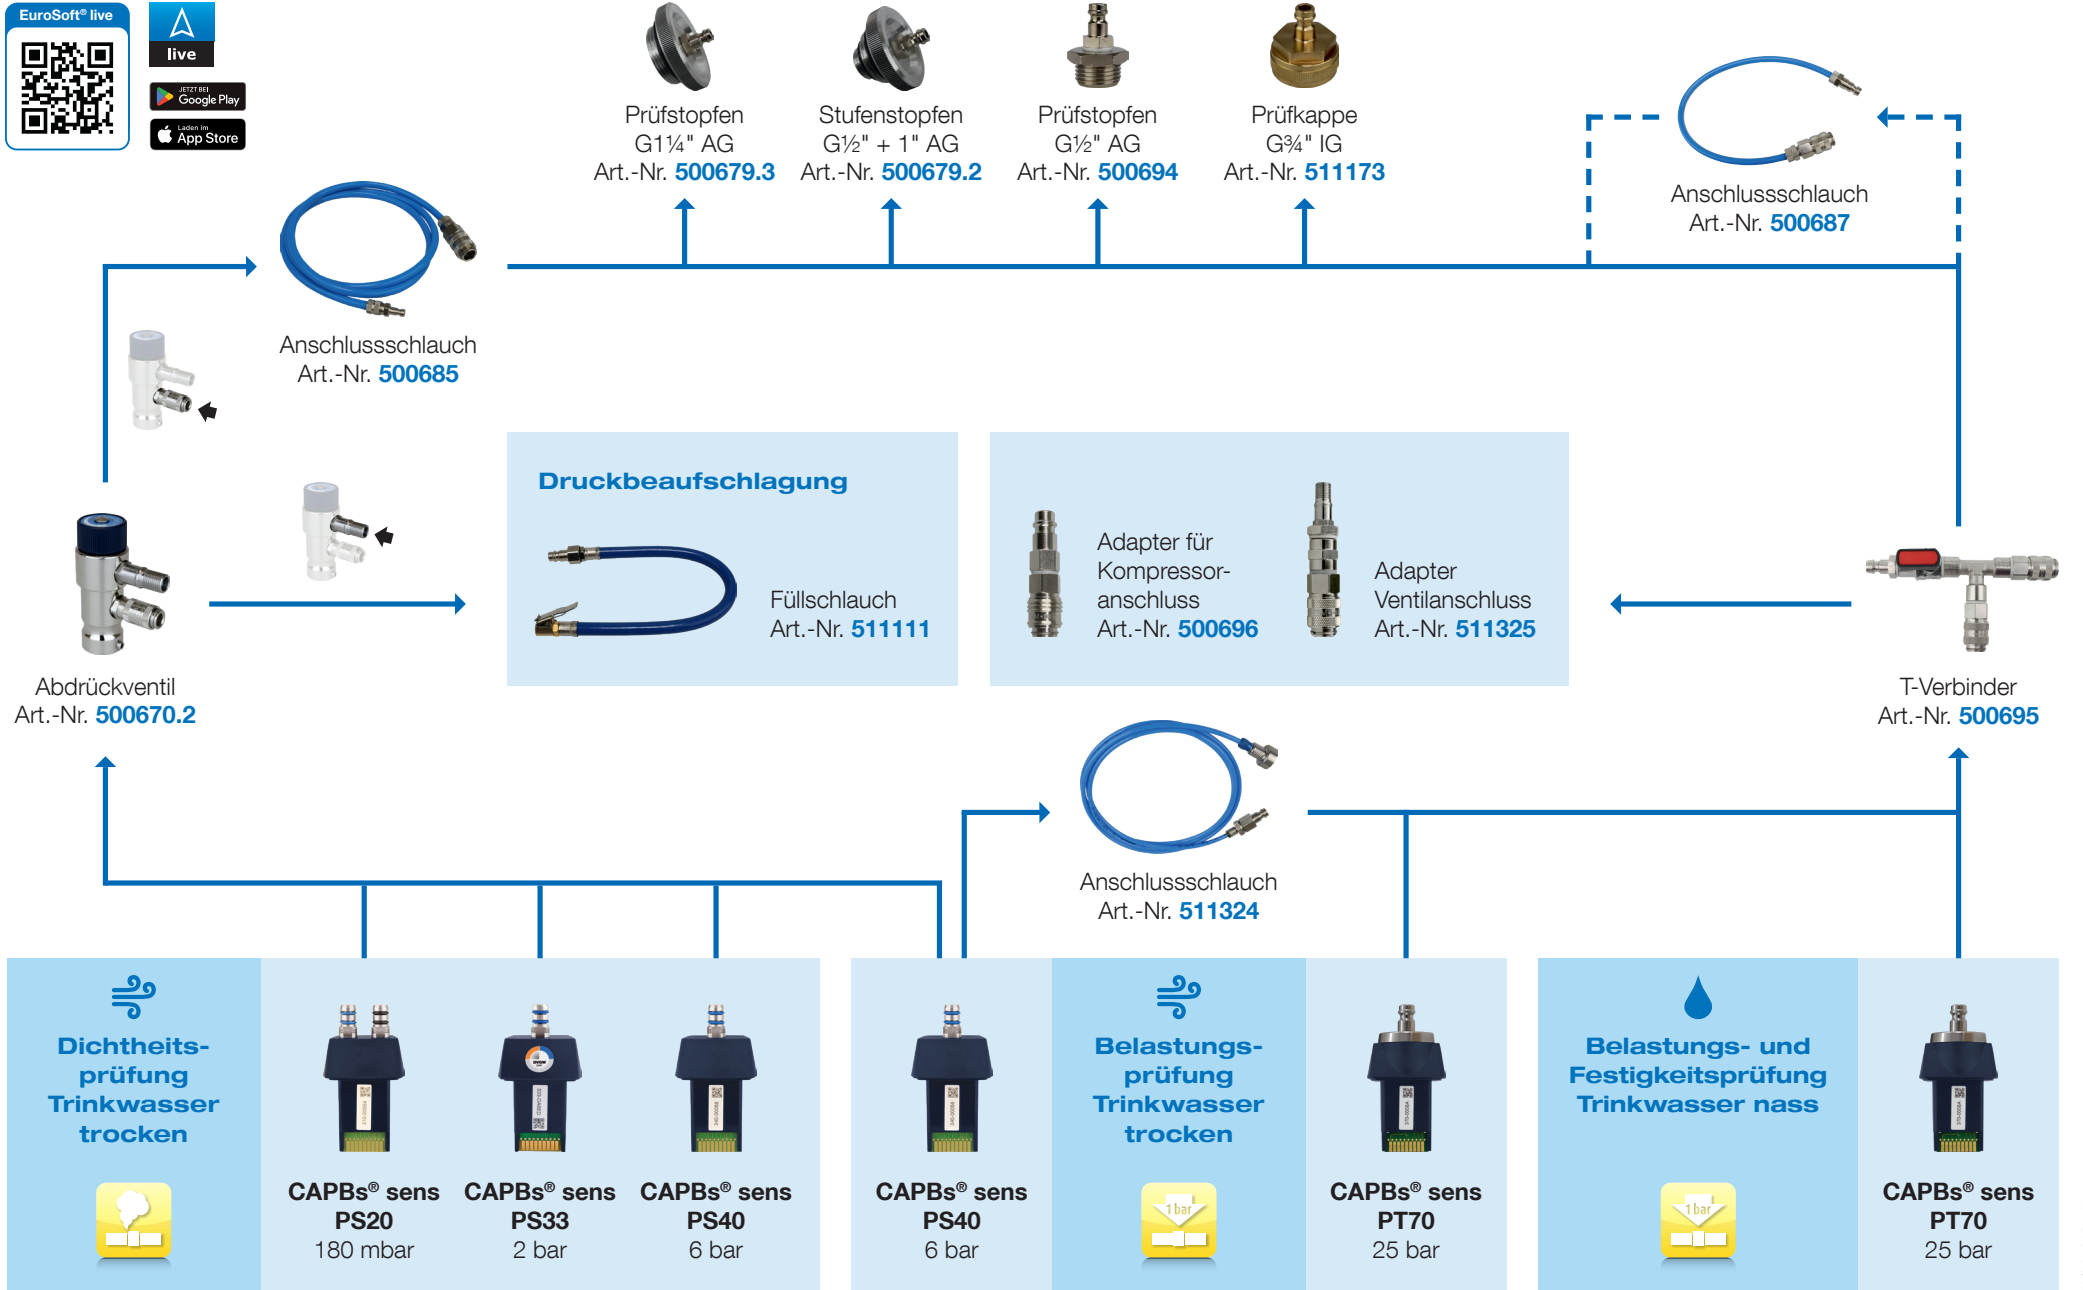 EuroSoft® live
live
JETZT BEI
Google Play
Laden im
App Store
Prüfstopfen
G1¼" AG
Art.-Nr. 500679.3
Stufenstopfen
G½" + 1" AG
Art.-Nr. 500679.2
Prüfstopfen
G½" AG
Art.-Nr. 500694
Prüfkappe
G¾" IG
Art.-Nr. 511173
Anschlussschlauch
Art.-Nr. 500687
Anschlussschlauch
Art.-Nr. 500685
Druckbeaufschlagung
Füllschlauch
Art.-Nr. 511111
Adapter für
Kompressor-
anschluss
Art.-Nr. 500696
Adapter
Ventilanschluss
Art.-Nr. 511325
Abdrückventil
Art.-Nr. 500670.2
T-Verbinder
Art.-Nr. 500695
Anschlussschlauch
Art.-Nr. 511324
Dichtheits-
prüfung
Trinkwasser
trocken
CAPBs® sens
PS20
180 mbar
CAPBs® sens
PS33
2 bar
CAPBs® sens
PS40
6 bar
CAPBs® sens
PS40
6 bar
Belastungs-
prüfung
Trinkwasser
trocken
1 bar
CAPBs® sens
PT70
25 bar
Belastungs- und
Festigkeitsprüfung
Trinkwasser nass
1 bar
CAPBs® sens
PT70
25 bar